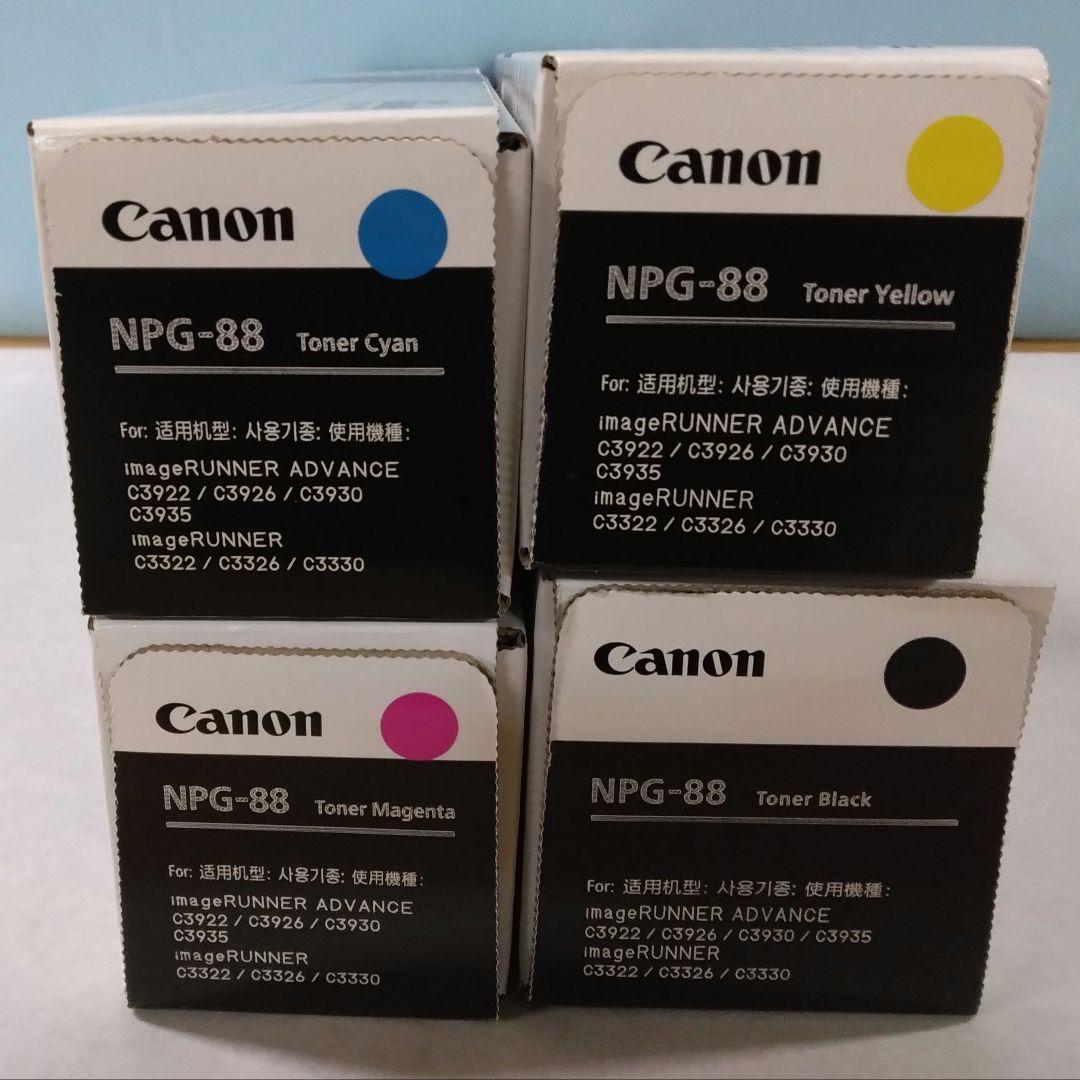 Canon
NPG-88 Toner Cyan
For: 适用机型: 사용기종: 使用機種:
imageRUNNER ADVANCE
C3922 / C3926 / C3930
C3935
imageRUNNER
C3322 / C3326 / C3330
Canon
NPG-88 Toner Yellow
For: 适用机型: 사용기종: 使用機種:
imageRUNNER ADVANCE
C3922 / C3926 / C3930
C3935
imageRUNNER
C3322 / C3326 / C3330
Canon
NPG-88 Toner Magenta
For: 适用机型: 사용기종: 使用機種:
imageRUNNER ADVANCE
C3922 / C3926 / C3930
C3935
imageRUNNER
C3322 / C3326 / C3330
Canon
NPG-88 Toner Black
For: 适用机型: 사용기종: 使用機種:
imageRUNNER ADVANCE
C3922 / C3926 / C3930 / C3935
imageRUNNER
C3322 / C3326 / C3330